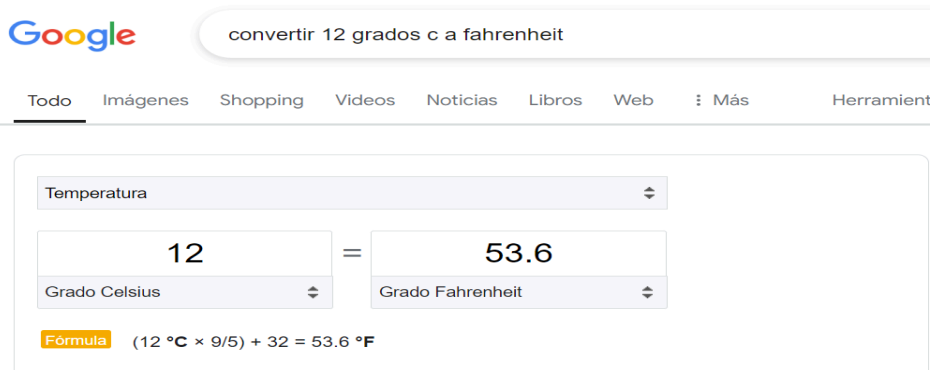 Google convertir 12 grados c a fahrenheit
Todo Imágenes Shopping Videos Noticias Libros Web ⋮ Más Herramient
Temperatura
12 = 53.6
Grado Celsius Grado Fahrenheit
Fórmula (12 °C × 9/5) + 32 = 53.6 °F